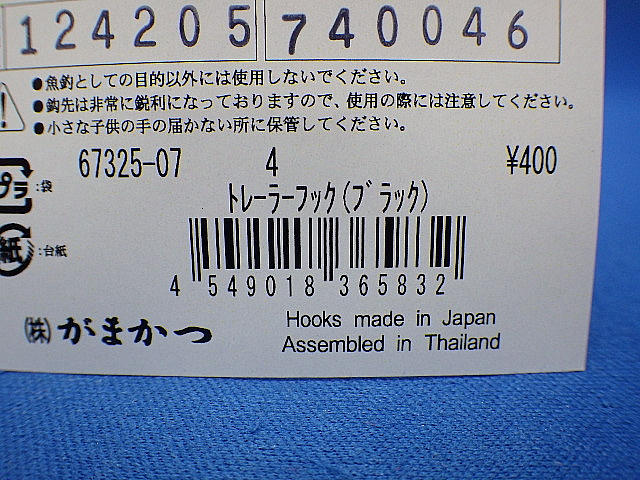 124205 740046
●魚釣としての目的以外には使用しないでください。
●鈎先は非常に鋭利になっておりますので、使用の際には注意してください。
●小さな子供の手の届かない所に保管してください。
67325-07 4 ¥400
プラ :袋
トレーラーフック(ブラック)
紙 :台紙
4 549018 365832
㈱がまかつ
Hooks made in Japan
Assembled in Thailand